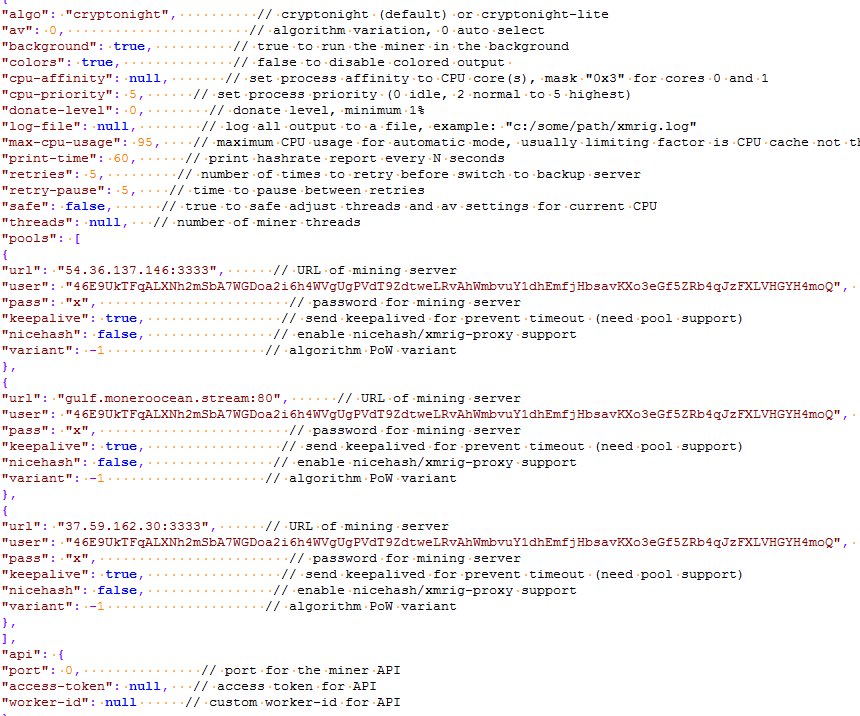 {
"algo": "cryptonight", // cryptonight (default) or cryptonight-lite
"av": 0, // algorithm variation, 0 auto select
"background": true, // true to run the miner in the background
"colors": true, // false to disable colored output
"cpu-affinity": null, // set process affinity to CPU core(s), mask "0x3" for cores 0 and 1
"cpu-priority": 5, // set process priority (0 idle, 2 normal to 5 highest)
"donate-level": 0, // donate level, minimum 1%
"log-file": null, // log all output to a file, example: "c:/some/path/xmrig.log"
"max-cpu-usage": 95, // maximum CPU usage for automatic mode, usually limiting factor is CPU cache not th
"print-time": 60, // print hashrate report every N seconds
"retries": 5, // number of times to retry before switch to backup server
"retry-pause": 5, // time to pause between retries
"safe": false, // true to safe adjust threads and av settings for current CPU
"threads": null, // number of miner threads
"pools": [
{
"url": "54.36.137.146:3333", // URL of mining server
"user": "46E9UkTFqALXNh2mSbA7WGDoa2i6h4WVgUgPVdT9ZdtweLRvAhWmbvuY1dhEmfjHbsavKXo3eGf5ZRb4qJzFXLVHGYH4moQ",
"pass": "x", // password for mining server
"keepalive": true, // send keepalived for prevent timeout (need pool support)
"nicehash": false, // enable nicehash/xmrig-proxy support
"variant": -1 // algorithm PoW variant
},
{
"url": "gulf.moneroocean.stream:80", // URL of mining server
"user": "46E9UkTFqALXNh2mSbA7WGDoa2i6h4WVgUgPVdT9ZdtweLRvAhWmbvuY1dhEmfjHbsavKXo3eGf5ZRb4qJzFXLVHGYH4moQ",
"pass": "x", // password for mining server
"keepalive": true, // send keepalived for prevent timeout (need pool support)
"nicehash": false, // enable nicehash/xmrig-proxy support
"variant": -1 // algorithm PoW variant
},
{
"url": "37.59.162.30:3333", // URL of mining server
"user": "46E9UkTFqALXNh2mSbA7WGDoa2i6h4WVgUgPVdT9ZdtweLRvAhWmbvuY1dhEmfjHbsavKXo3eGf5ZRb4qJzFXLVHGYH4moQ",
"pass": "x", // password for mining server
"keepalive": true, // send keepalived for prevent timeout (need pool support)
"nicehash": false, // enable nicehash/xmrig-proxy support
"variant": -1 // algorithm PoW variant
},
],
"api": {
"port": 0, // port for the miner API
"access-token": null, // access token for API
"worker-id": null // custom worker-id for API
}